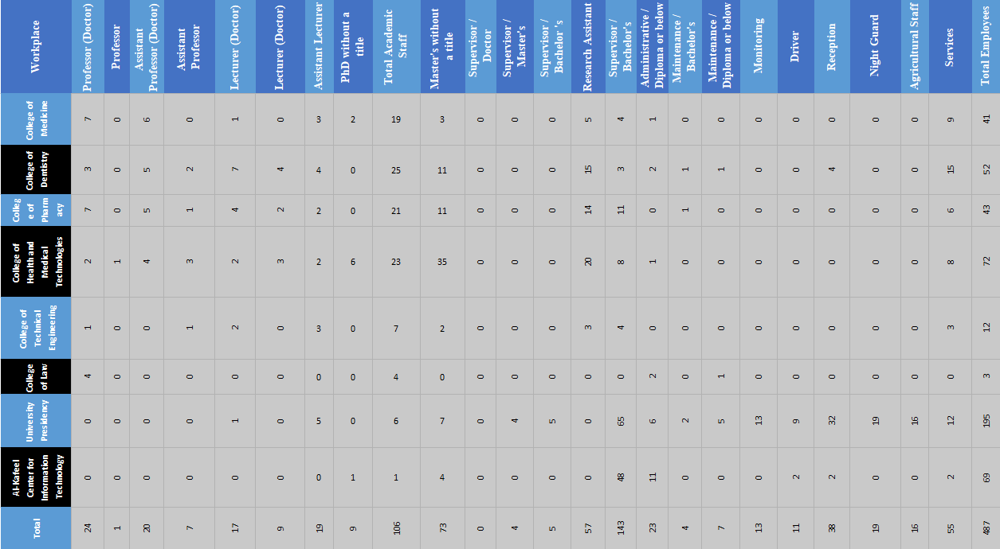 Workplace
Professor (Doctor)
Professor
Assistant
Professor (Doctor)
Assistant
Professor
Lecturer (Doctor)
Lecturer (Doctor)
Assistant Lecturer
PhD without a
title
Total Academic
Staff
Master's without
a title
Supervisor /
Doctor
Supervisor /
Master's
Supervisor /
Bachelor 's
Research Assistant
Supervisor /
Bachelor's
Administrative /
Diploma or below
Maintenance /
Bachelor's
Maintenance /
Diploma or below
Monitoring
Driver
Reception
Night Guard
Agricultural Staff
Services
Total Employees
College of
Medicine
7 0 6 0 1 0 3 2 19 3 0 0 0 5 4 1 0 0 0 0 0 0 0 9 41
College of
Dentistry
3 0 5 2 7 4 4 0 25 11 0 0 0 15 3 2 1 1 0 0 4 0 0 15 52
Colleg
e of
Pharm
acy
7 0 5 1 4 2 2 0 21 11 0 0 0 14 11 0 1 0 0 0 0 0 0 6 43
College of
Health and
Medical
Technologies
2 1 4 3 2 3 2 6 23 35 0 0 0 20 8 1 0 0 0 0 0 0 0 8 72
College of
Technical
Engineering
1 0 0 1 2 0 3 0 7 2 0 0 0 3 4 0 0 0 0 0 0 0 0 3 12
College
of Law
4 0 0 0 0 0 0 0 4 0 0 0 0 0 0 2 0 1 0 0 0 0 0 0 3
University
Presidency
0 0 0 0 1 0 5 0 6 7 0 4 5 0 65 6 2 5 13 9 32 19 16 12 195
Al-Kafeel
Center for
Information
Technology
0 0 0 0 0 0 0 1 1 4 0 0 0 0 48 11 0 0 0 2 2 0 0 2 69
Total
24 1 20 7 17 9 19 9 106 73 0 4 5 57 143 23 4 7 13 11 38 19 16 55 487